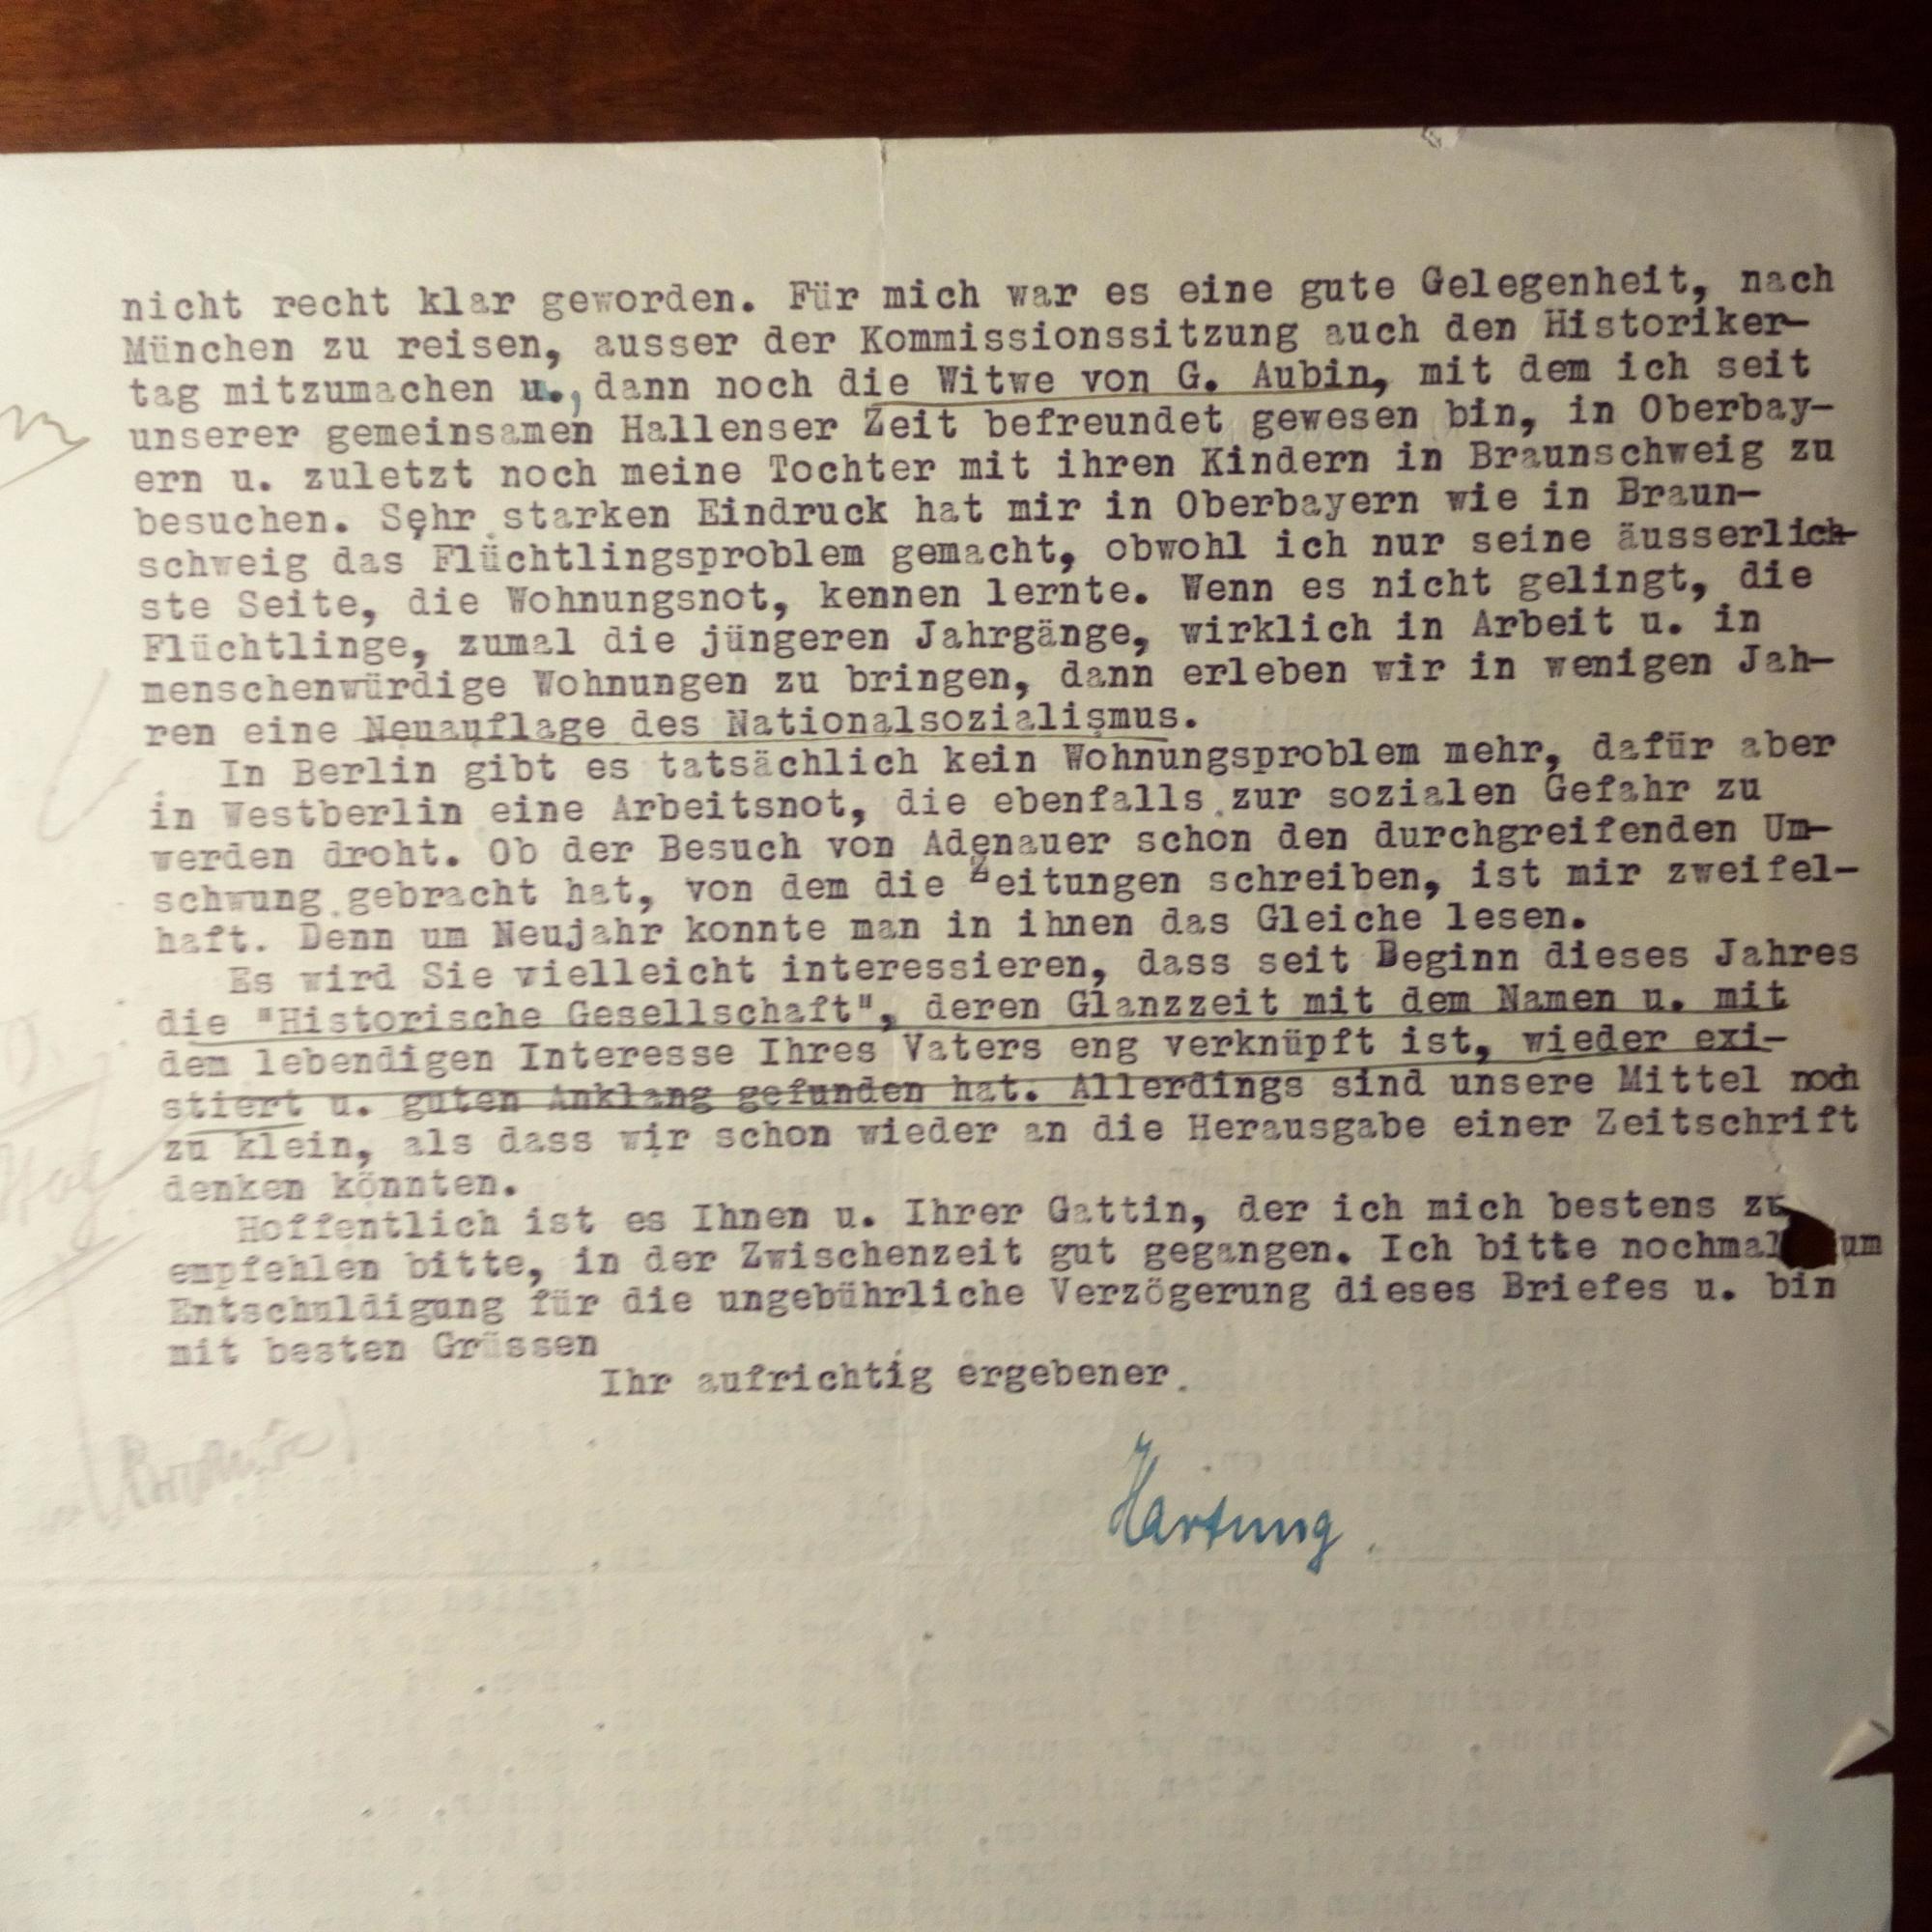 nicht recht klar geworden. Für mich war es eine gute Gelegenheit, nach
München zu reisen, ausser der Kommissionssitzung auch den Historiker-
tag mitzumachen u., dann noch die Witwe von G. Aubin, mit dem ich seit
unserer gemeinsamen Hallenser Zeit befreundet gewesen bin, in Oberbay-
ern u. zuletzt noch meine Tochter mit ihren Kindern in Braunschweig zu
besuchen. Sehr starken Eindruck hat mir in Oberbayern wie in Braun-
schweig das Flüchtlingsproblem gemacht, obwohl ich nur seine äusserlich-
ste Seite, die Wohnungsnot, kennen lernte. Wenn es nicht gelingt, die
Flüchtlinge, zumal die jüngeren Jahrgänge, wirklich in Arbeit u. in
menschenwürdige Wohnungen zu bringen, dann erleben wir in wenigen Jah-
ren eine Neuauflage des Nationalsozialismus.
In Berlin gibt es tatsächlich kein Wohnungsproblem mehr, dafür aber
in Westberlin eine Arbeitsnot, die ebenfalls zur sozialen Gefahr zu
werden droht. Ob der Besuch von Adenauer schon den durchgreifenden Um-
schwung gebracht hat, von dem die Zeitungen schreiben, ist mir zweifel-
haft. Denn um Neujahr konnte man in ihnen das Gleiche lesen.
Es wird Sie vielleicht interessieren, dass seit Beginn dieses Jahres
die "Historische Gesellschaft", deren Glanzzeit mit dem Namen u. mit
dem lebendigen Interesse Ihres Vaters eng verknüpft ist, wieder exi-
stiert u. guten Anklang gefunden hat. Allerdings sind unsere Mittel noch
zu klein, als dass wir schon wieder an die Herausgabe einer Zeitschrift
denken könnten.
Hoffentlich ist es Ihnen u. Ihrer Gattin, der ich mich bestens zu
empfehlen bitte, in der Zwischenzeit gut gegangen. Ich bitte nochmal um
Entschuldigung für die ungebührliche Verzögerung dieses Briefes u. bin
mit besten Grüssen
Ihr aufrichtig ergebener.
Hartung.